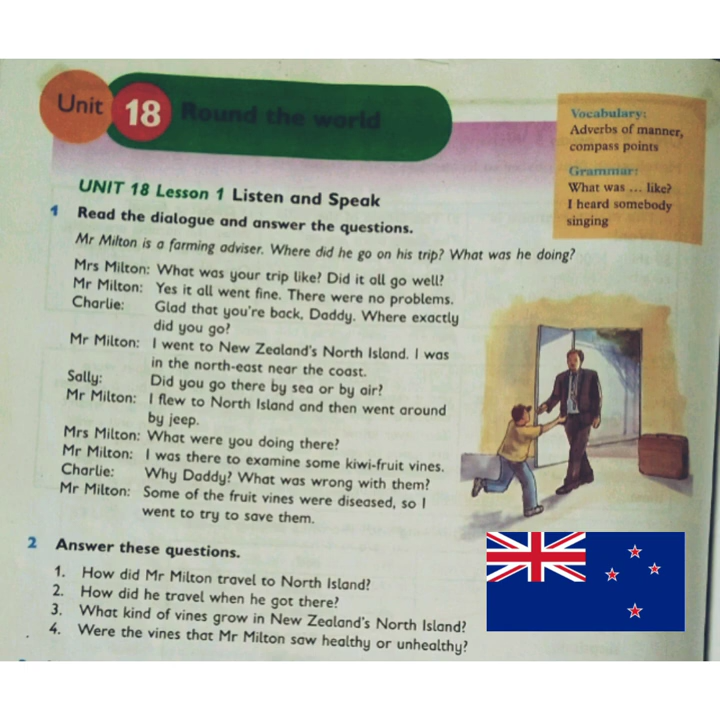 Unit 18 Round the world
Vocabulary:
Adverbs of manner,
compass points
Grammar:
What was ... like?
I heard somebody
singing
UNIT 18 Lesson 1 Listen and Speak
1 Read the dialogue and answer the questions.
Mr Milton is a farming adviser. Where did he go on his trip? What was he doing?
Mrs Milton: What was your trip like? Did it all go well?
Mr Milton: Yes it all went fine. There were no problems.
Charlie: Glad that you're back, Daddy. Where exactly
did you go?
Mr Milton: I went to New Zealand's North Island. I was
in the north-east near the coast.
Sally: Did you go there by sea or by air?
Mr Milton: I flew to North Island and then went around
by jeep.
Mrs Milton: What were you doing there?
Mr Milton: I was there to examine some kiwi-fruit vines.
Charlie: Why Daddy? What was wrong with them?
Mr Milton: Some of the fruit vines were diseased, so I
went to try to save them.
2 Answer these questions.
1. How did Mr Milton travel to North Island?
2. How did he travel when he got there?
3. What kind of vines grow in New Zealand's North Island?
4. Were the vines that Mr Milton saw healthy or unhealthy?